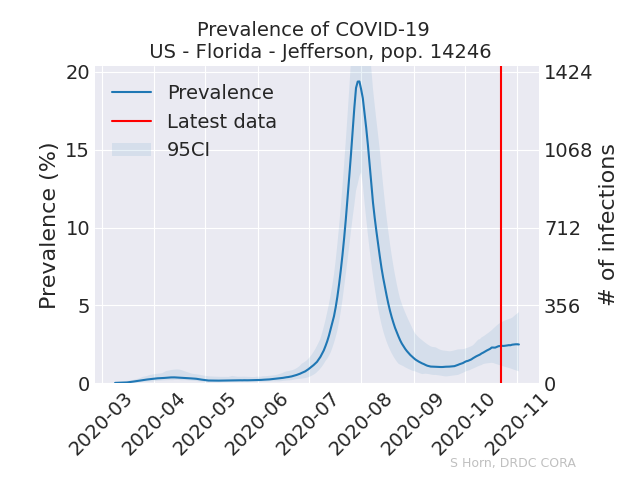 Prevalence of COVID-19
US - Florida - Jefferson, pop. 14246
Prevalence
Latest data
95CI
Prevalence (%)
20
15
10
5
0
1424
1068
712
356
0
# of infections
2020-03
2020-04
2020-05
2020-06
2020-07
2020-08
2020-09
2020-10
2020-11
S Horn, DRDC CORA